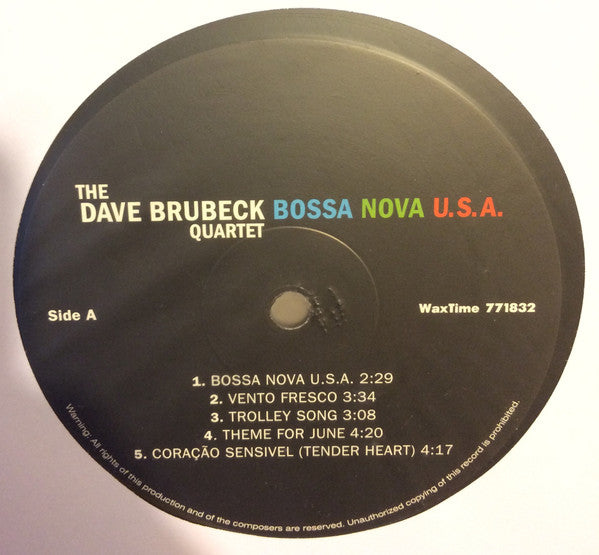 THE
DAVE BRUBECK BOSSA NOVA U.S.A.
QUARTET
Side A
WaxTime 771832
1. BOSSA NOVA U.S.A. 2:29
2. VENTO FRESCO 3:34
3. TROLLEY SONG 3:08
4. THEME FOR JUNE 4:20
5. CORAÇÃO SENSIVEL (TENDER HEART) 4:17
Warning: All rights of this production and of the composers are reserved. Unauthorized copying of this record is prohibited.